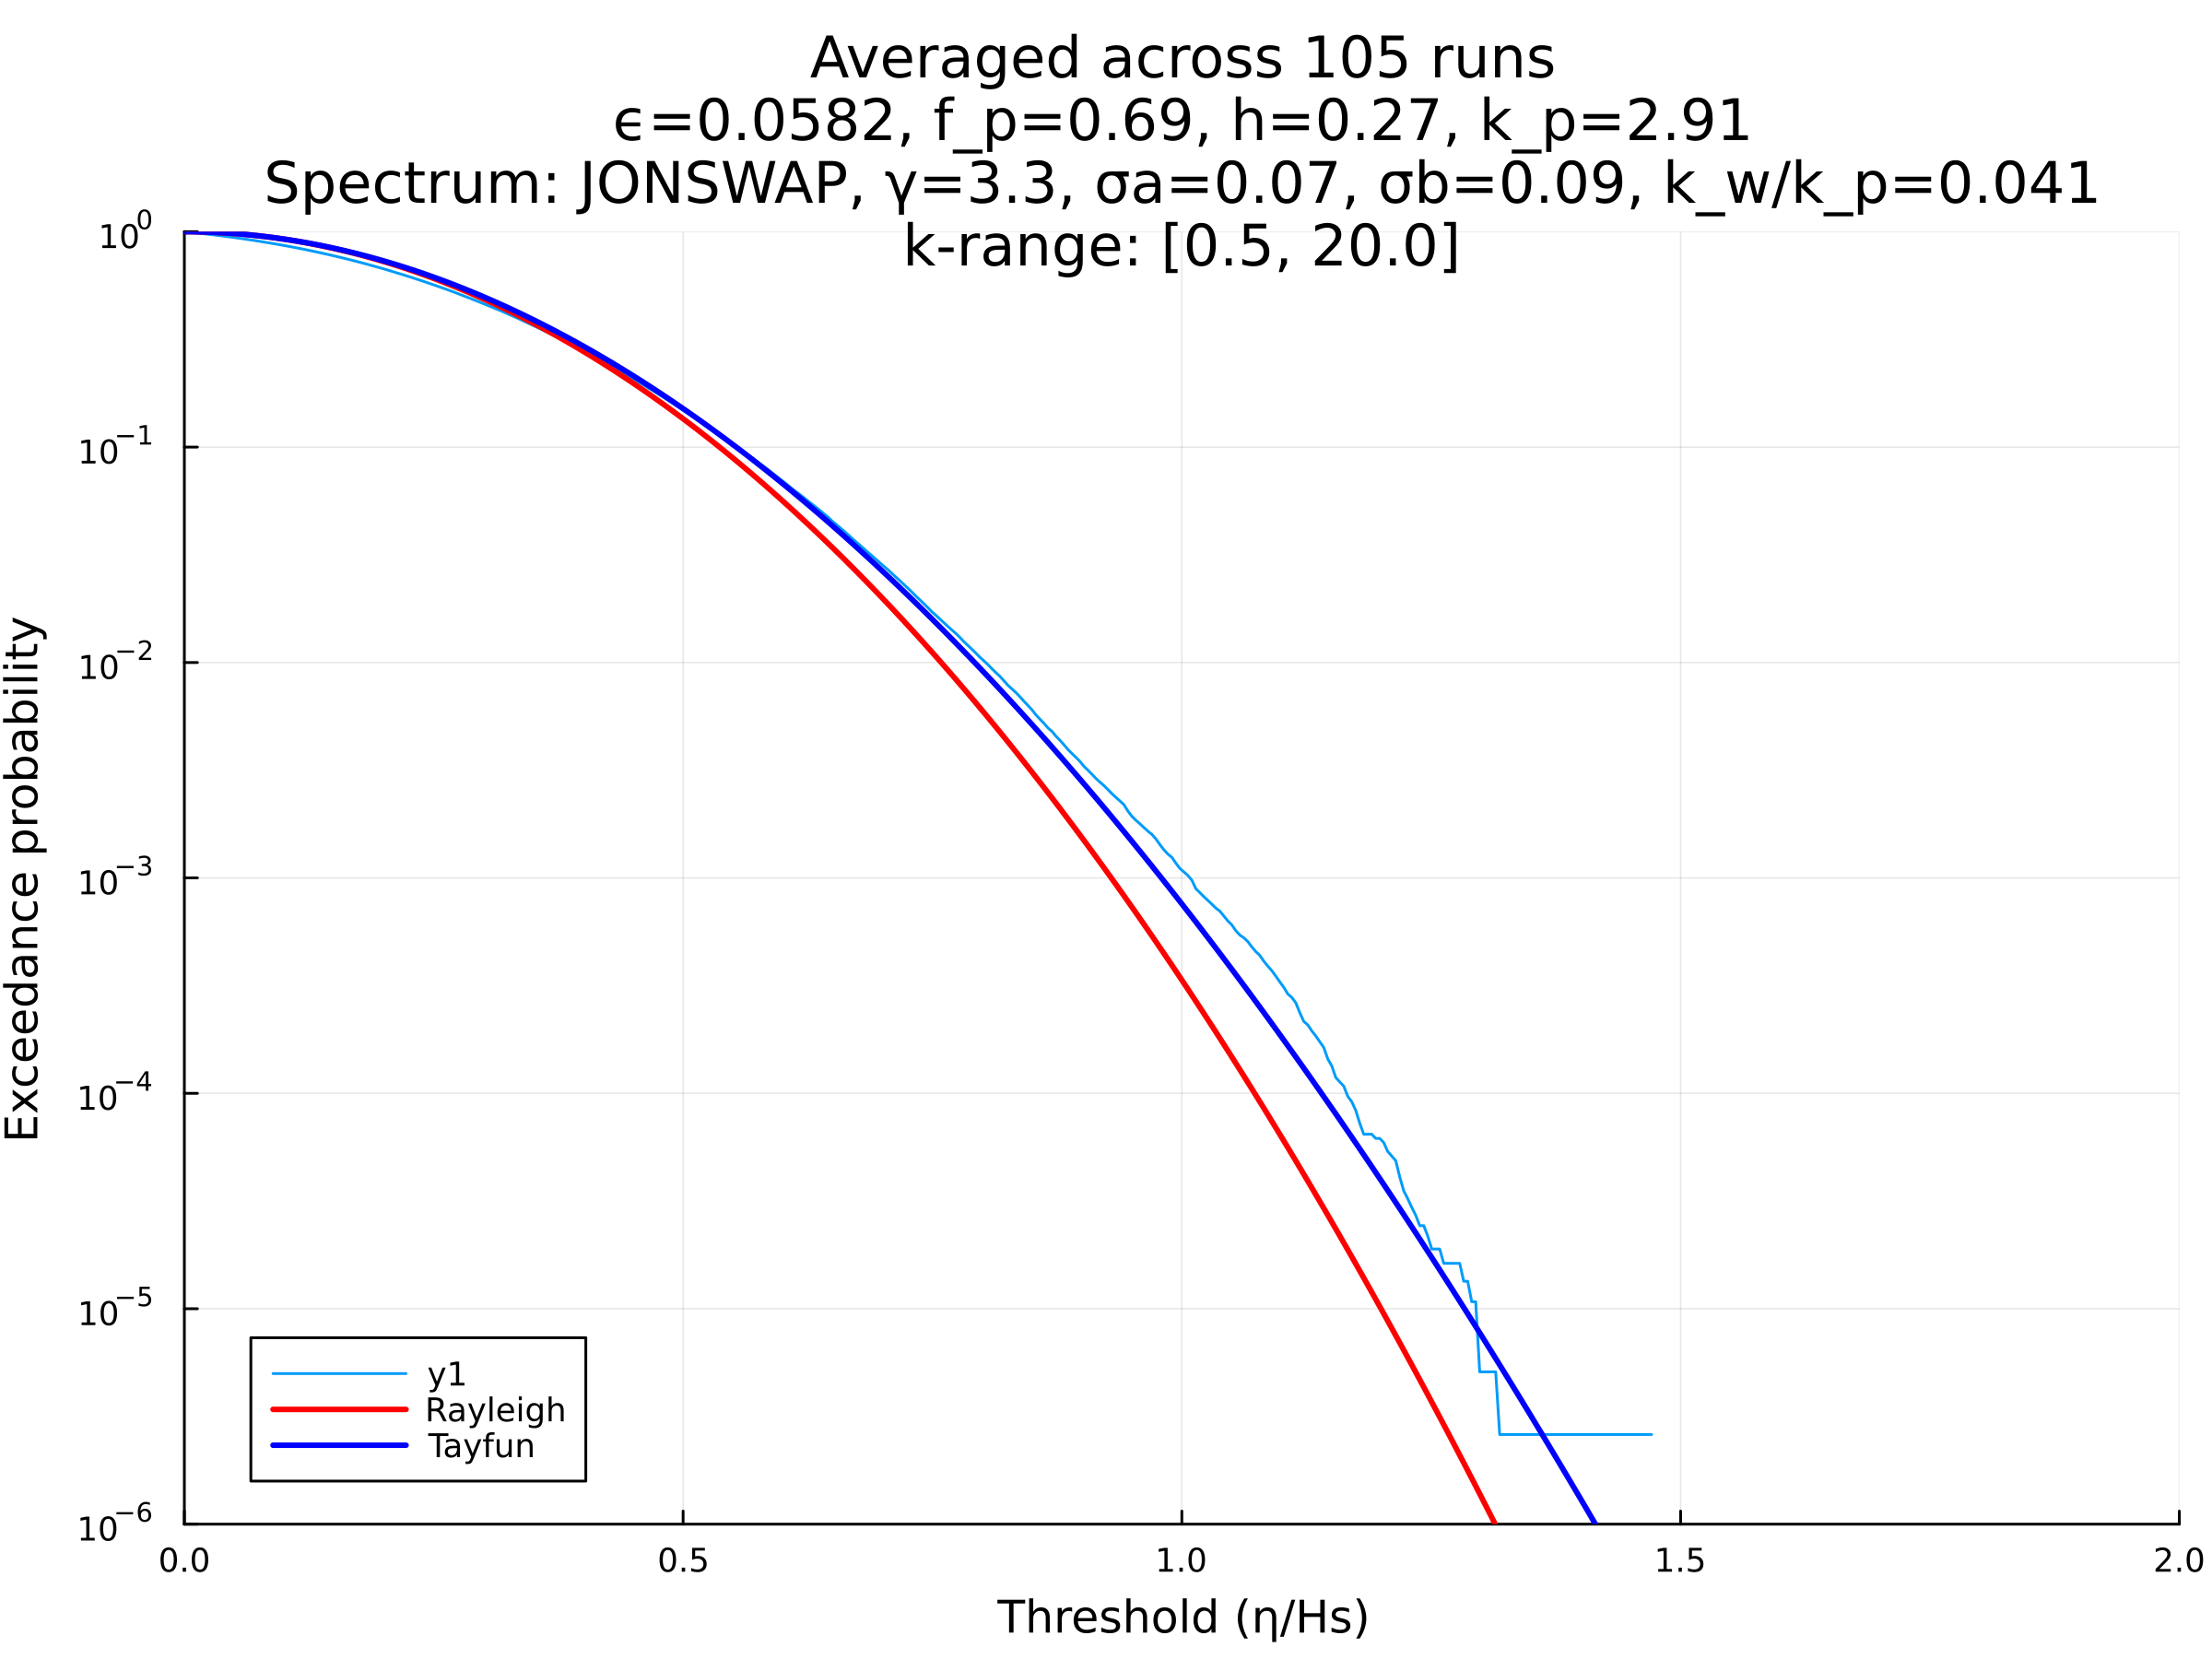 Averaged across 105 runs
ϵ=0.0582, f_p=0.69, h=0.27, k_p=2.91
Spectrum: JONSWAP, γ=3.3, σa=0.07, σb=0.09, k_w/k_p=0.041
k-range: [0.5, 20.0]
10⁰
10⁻¹
10⁻²
10⁻³
10⁻⁴
10⁻⁵
10⁻⁶
Exceedance probability
y1
Rayleigh
Tayfun
0.0 0.5 1.0 1.5 2.0
Threshold (η/Hs)